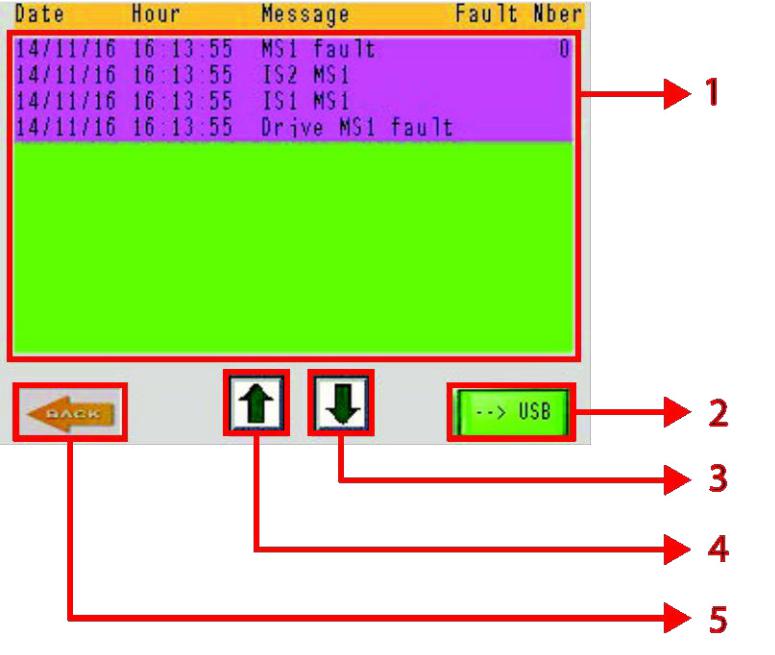 Date Hour Message Fault Nber
14/11/16 16:13:55 MS1 fault 0
14/11/16 16:13:55 IS2 MS1
14/11/16 16:13:55 IS1 MS1
14/11/16 16:13:55 Drive MS1 fault
1
BACK
--> USB
2
3
4
5